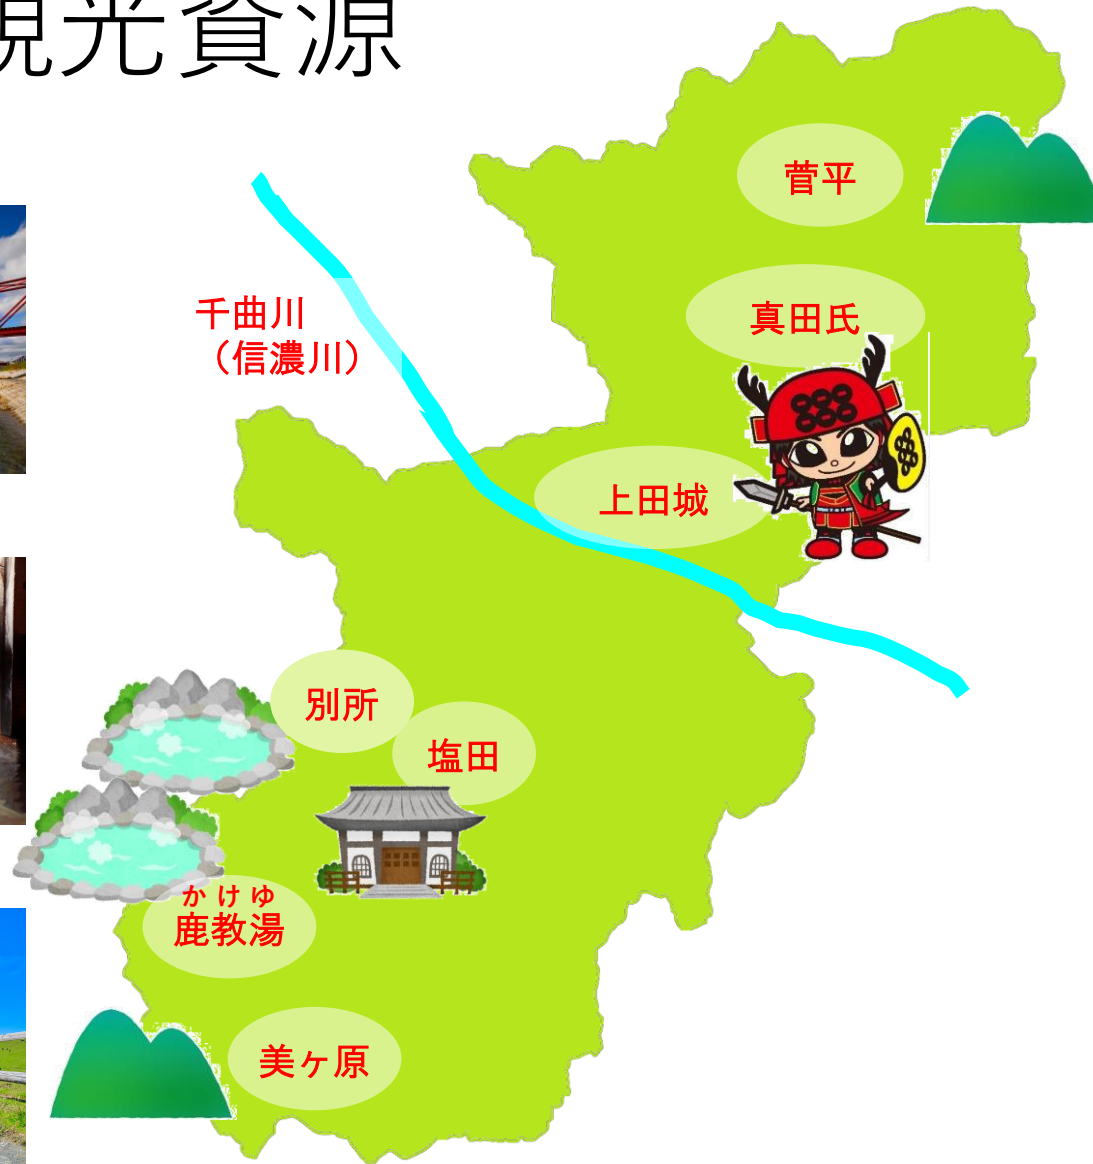 観光資源
菅平
真田氏
千曲川
（信濃川）
上田城
別所
塩田
かけゆ
鹿教湯
美ヶ原